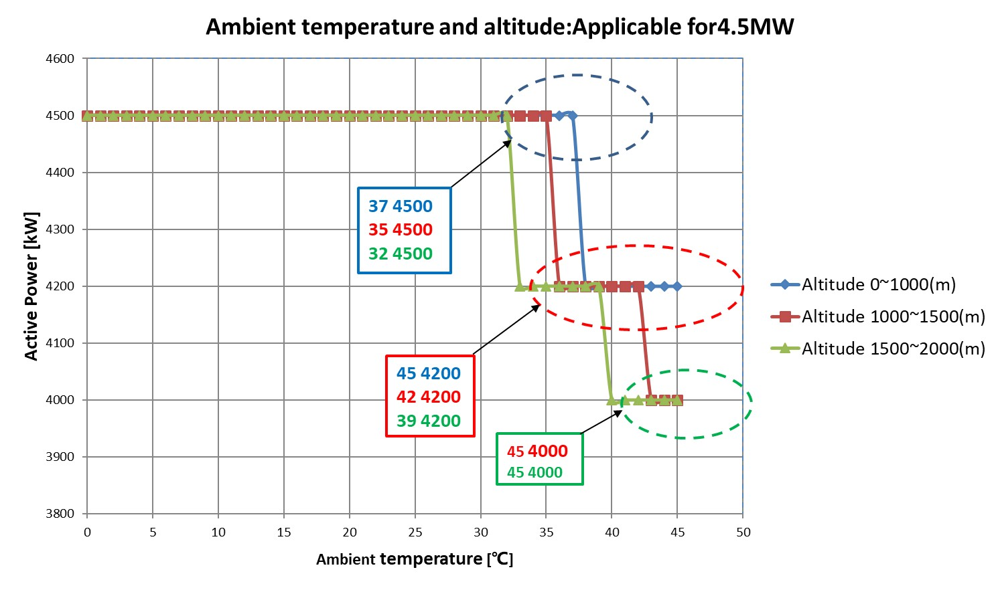 Ambient temperature and altitude:Applicable for4.5MW
4600
4500
4400
4300
4200
4100
4000
3900
3800
Active Power [kW]
37 4500
35 4500
32 4500
45 4200
42 4200
39 4200
45 4000
45 4000
0 5 10 15 20 25 30 35 40 45 50
Ambient temperature [℃]
Altitude 0~1000(m)
Altitude 1000~1500(m)
Altitude 1500~2000(m)